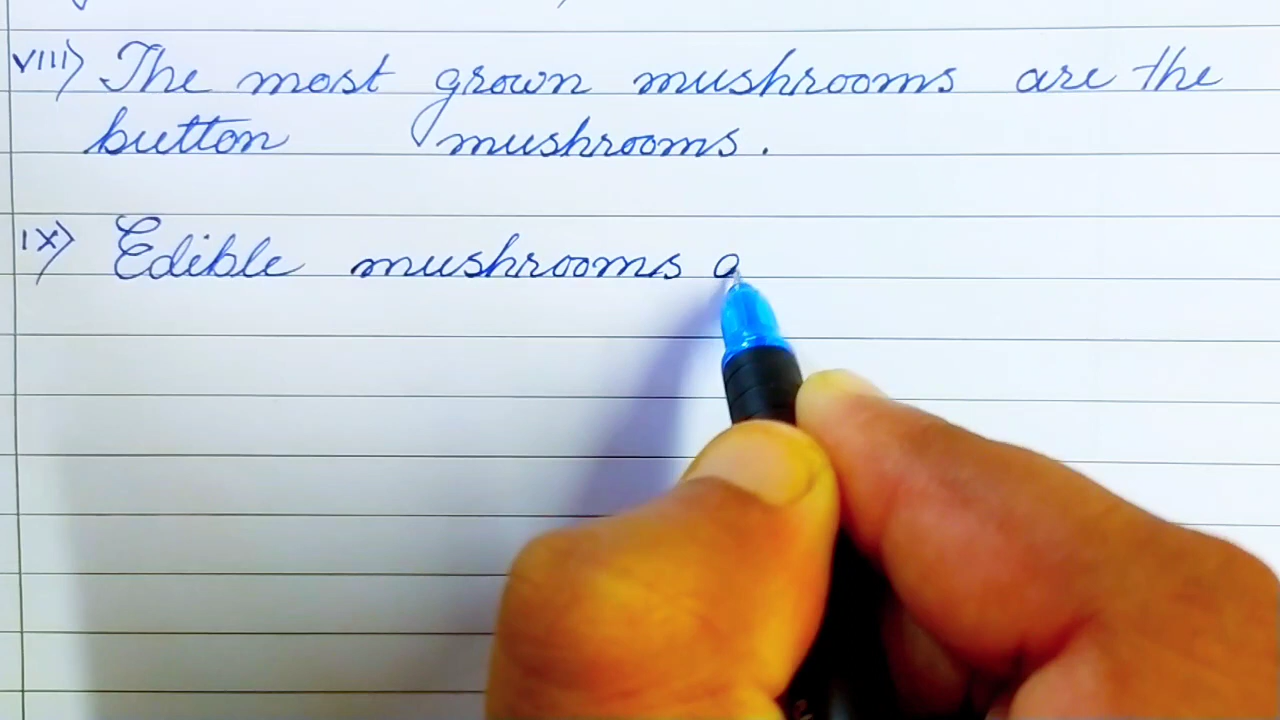 viii) The most grown mushrooms are the
button mushrooms.
ix) Edible mushrooms a